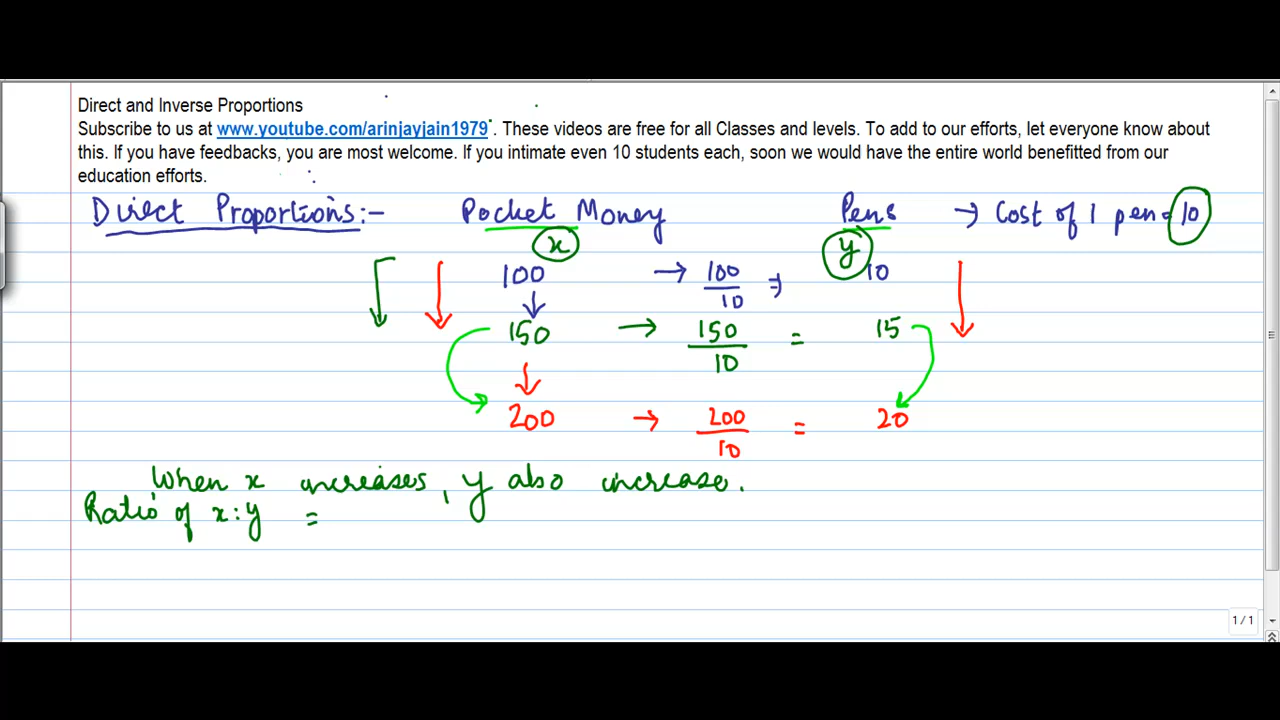 Direct and Inverse Proportions
Subscribe to us at www.youtube.com/arinjayjain1979 . These videos are free for all Classes and levels. To add to our efforts, let everyone know about
this. If you have feedbacks, you are most welcome. If you intimate even 10 students each, soon we would have the entire world benefitted from our
education efforts.
Direct Proportions:- Pocket Money Pens → Cost of 1 pen = 10
x y
100 → 100/10 ⇒ 10
150 → 150/10 = 15
200 → 200/10 = 20
When x increases, y also increase.
Ratio of x:y =
1 / 1